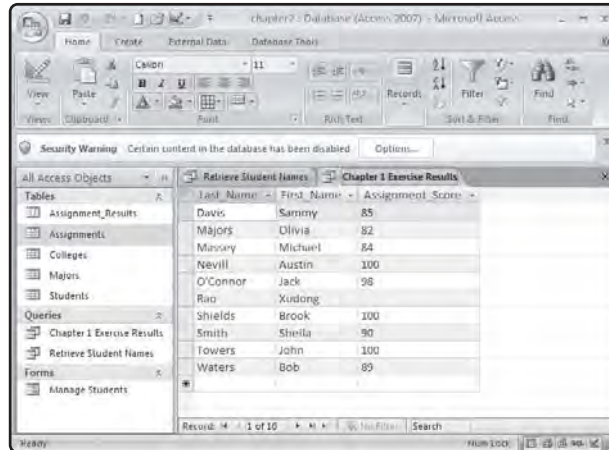 chapter2 : Database (Access 2007) - Microsoft Access
Home Create External Data Database Tools
View Paste Calibri 11 Records Filter Find
B I U
Views Clipboard Font Rich Text Sort & Filter Find
Security Warning Certain content in the database has been disabled Options...
All Access Objects
Retrieve Student Names Chapter 1 Exercise Results
Tables
Assignment_Results
Assignments
Colleges
Majors
Students
Queries
Chapter 1 Exercise Results
Retrieve Student Names
Forms
Manage Students
Last_Name First_Name Assignment_Score
Davis Sammy 85
Majors Olivia 82
Massey Michael 84
Nevill Austin 100
O'Connor Jack 98
Rao Xudong
Shields Brook 100
Smith Sheila 90
Towers John 100
Waters Bob 89
Record: 1 of 10 No Filter Search
Ready Num Lock SQL